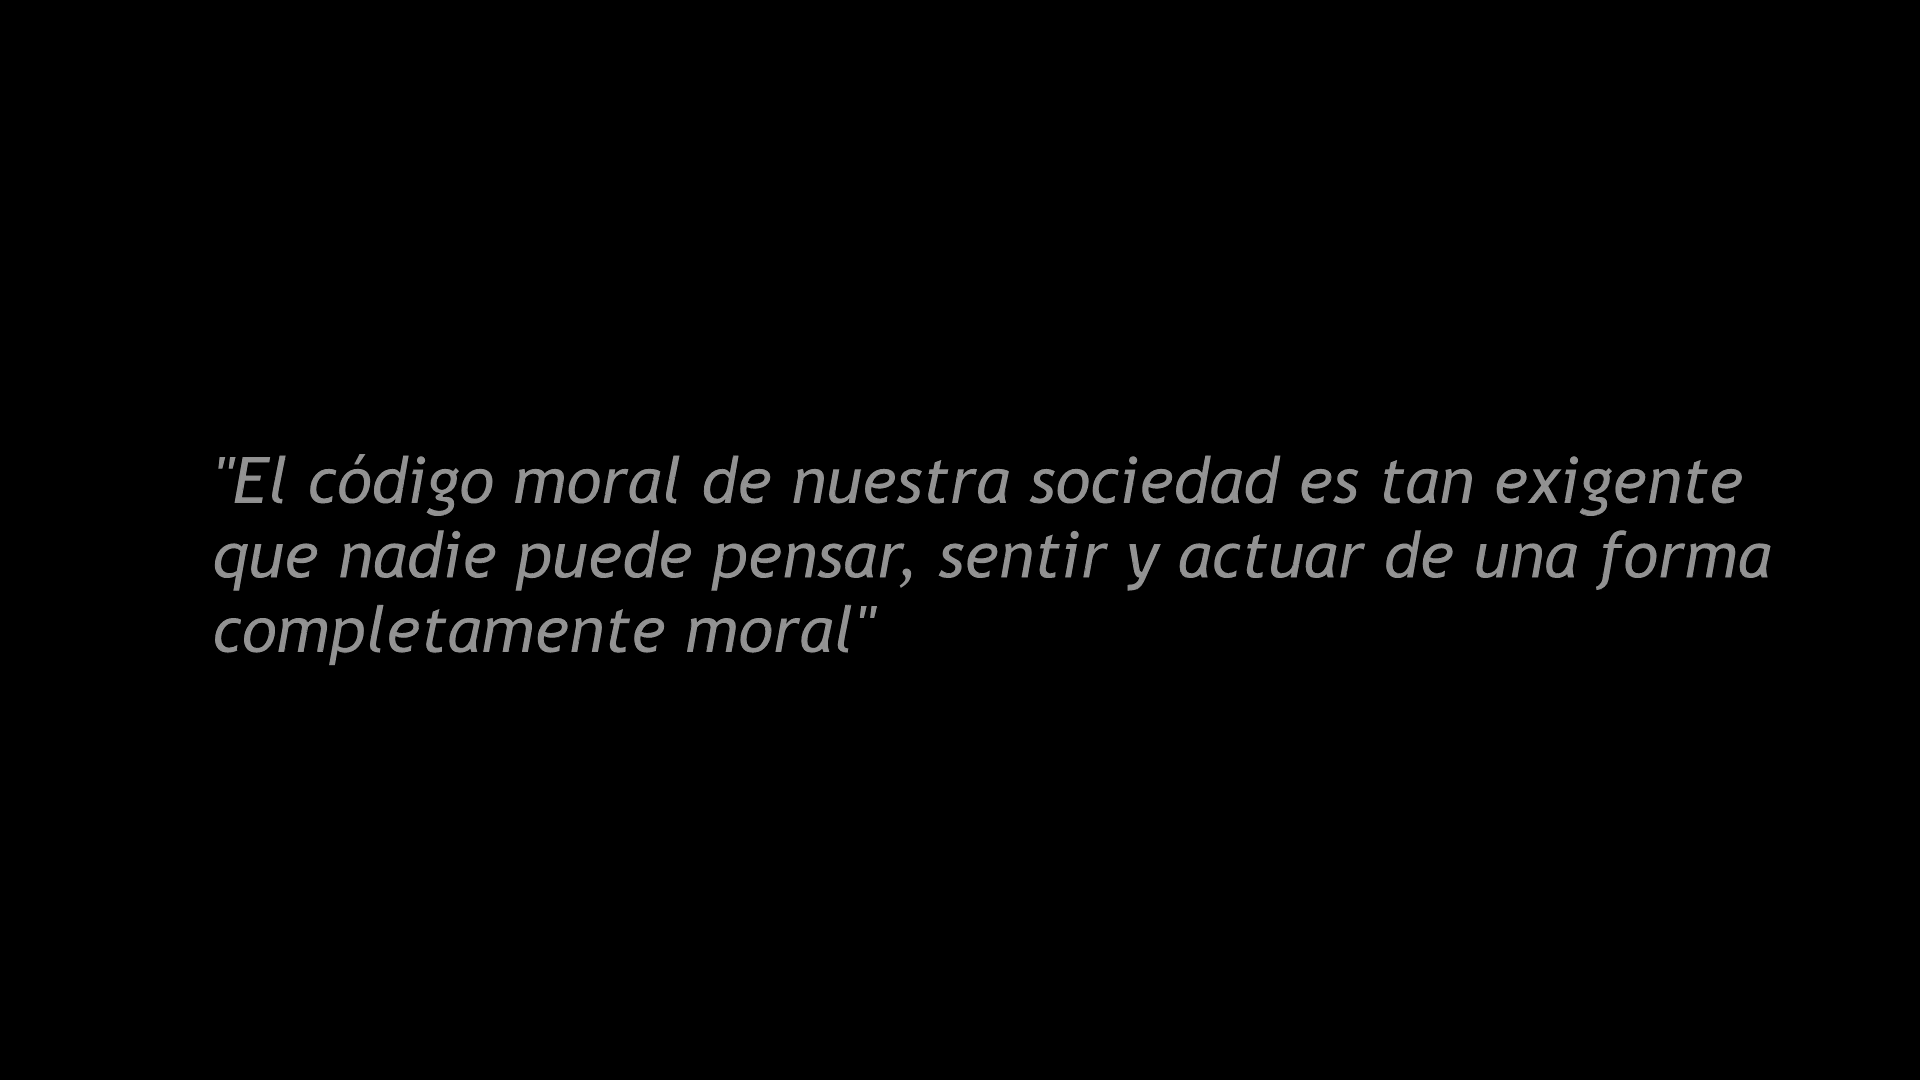 "El código moral de nuestra sociedad es tan exigente
que nadie puede pensar, sentir y actuar de una forma
completamente moral"